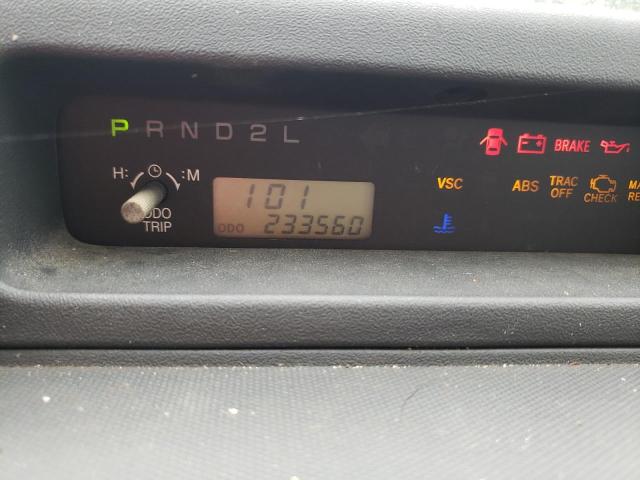 P R N D 2 L
BRAKE
H: :M
VSC
ABS
TRAC OFF
CHECK
ODO
TRIP
101
ODO 233560